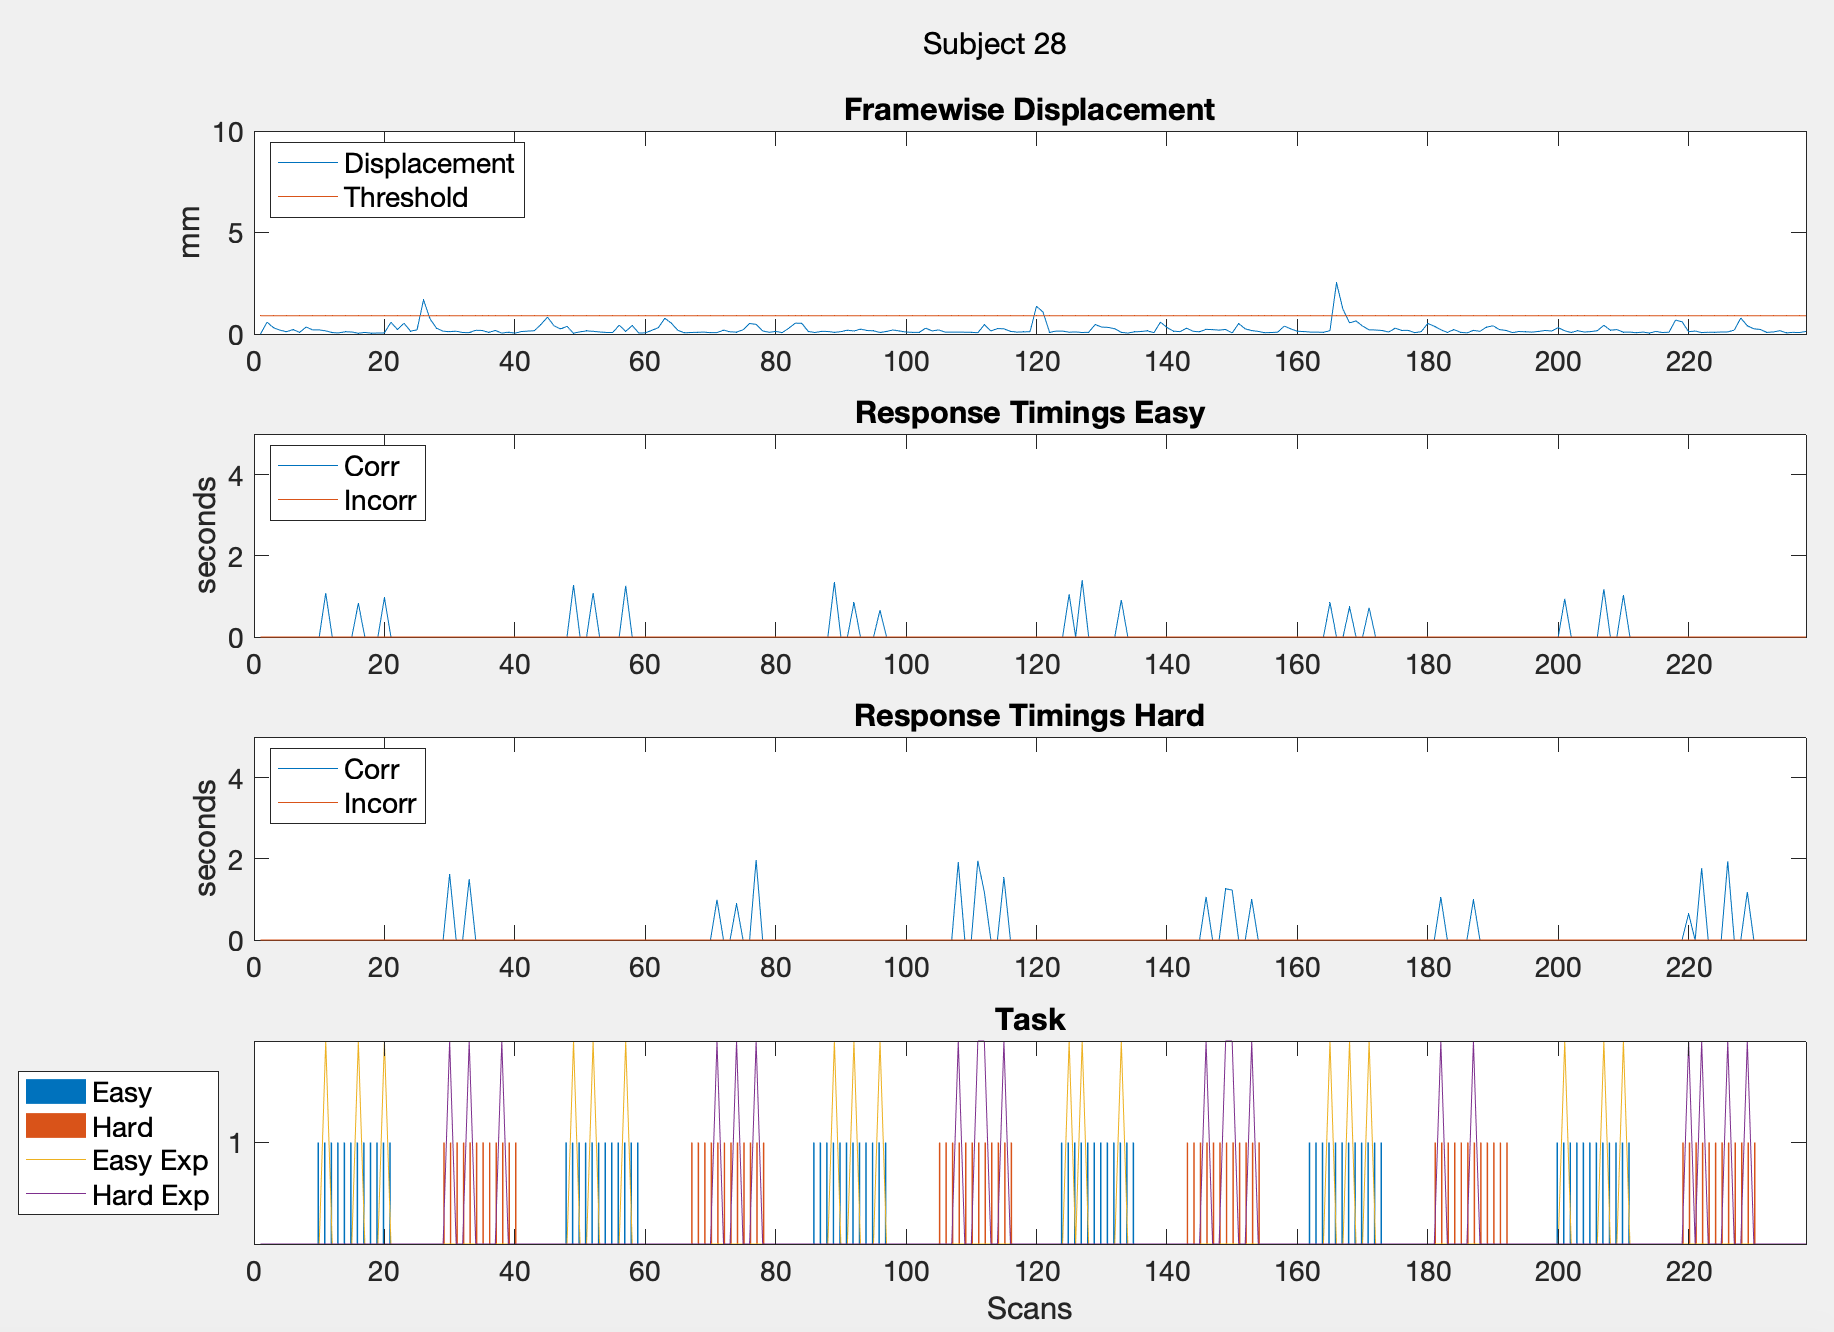 Subject 28
Framewise Displacement
10
5
0
mm
Displacement
Threshold
0 20 40 60 80 100 120 140 160 180 200 220
Response Timings Easy
4
2
0
seconds
Corr
Incorr
0 20 40 60 80 100 120 140 160 180 200 220
Response Timings Hard
4
2
0
seconds
Corr
Incorr
0 20 40 60 80 100 120 140 160 180 200 220
Task
1
Easy
Hard
Easy Exp
Hard Exp
0 20 40 60 80 100 120 140 160 180 200 220
Scans